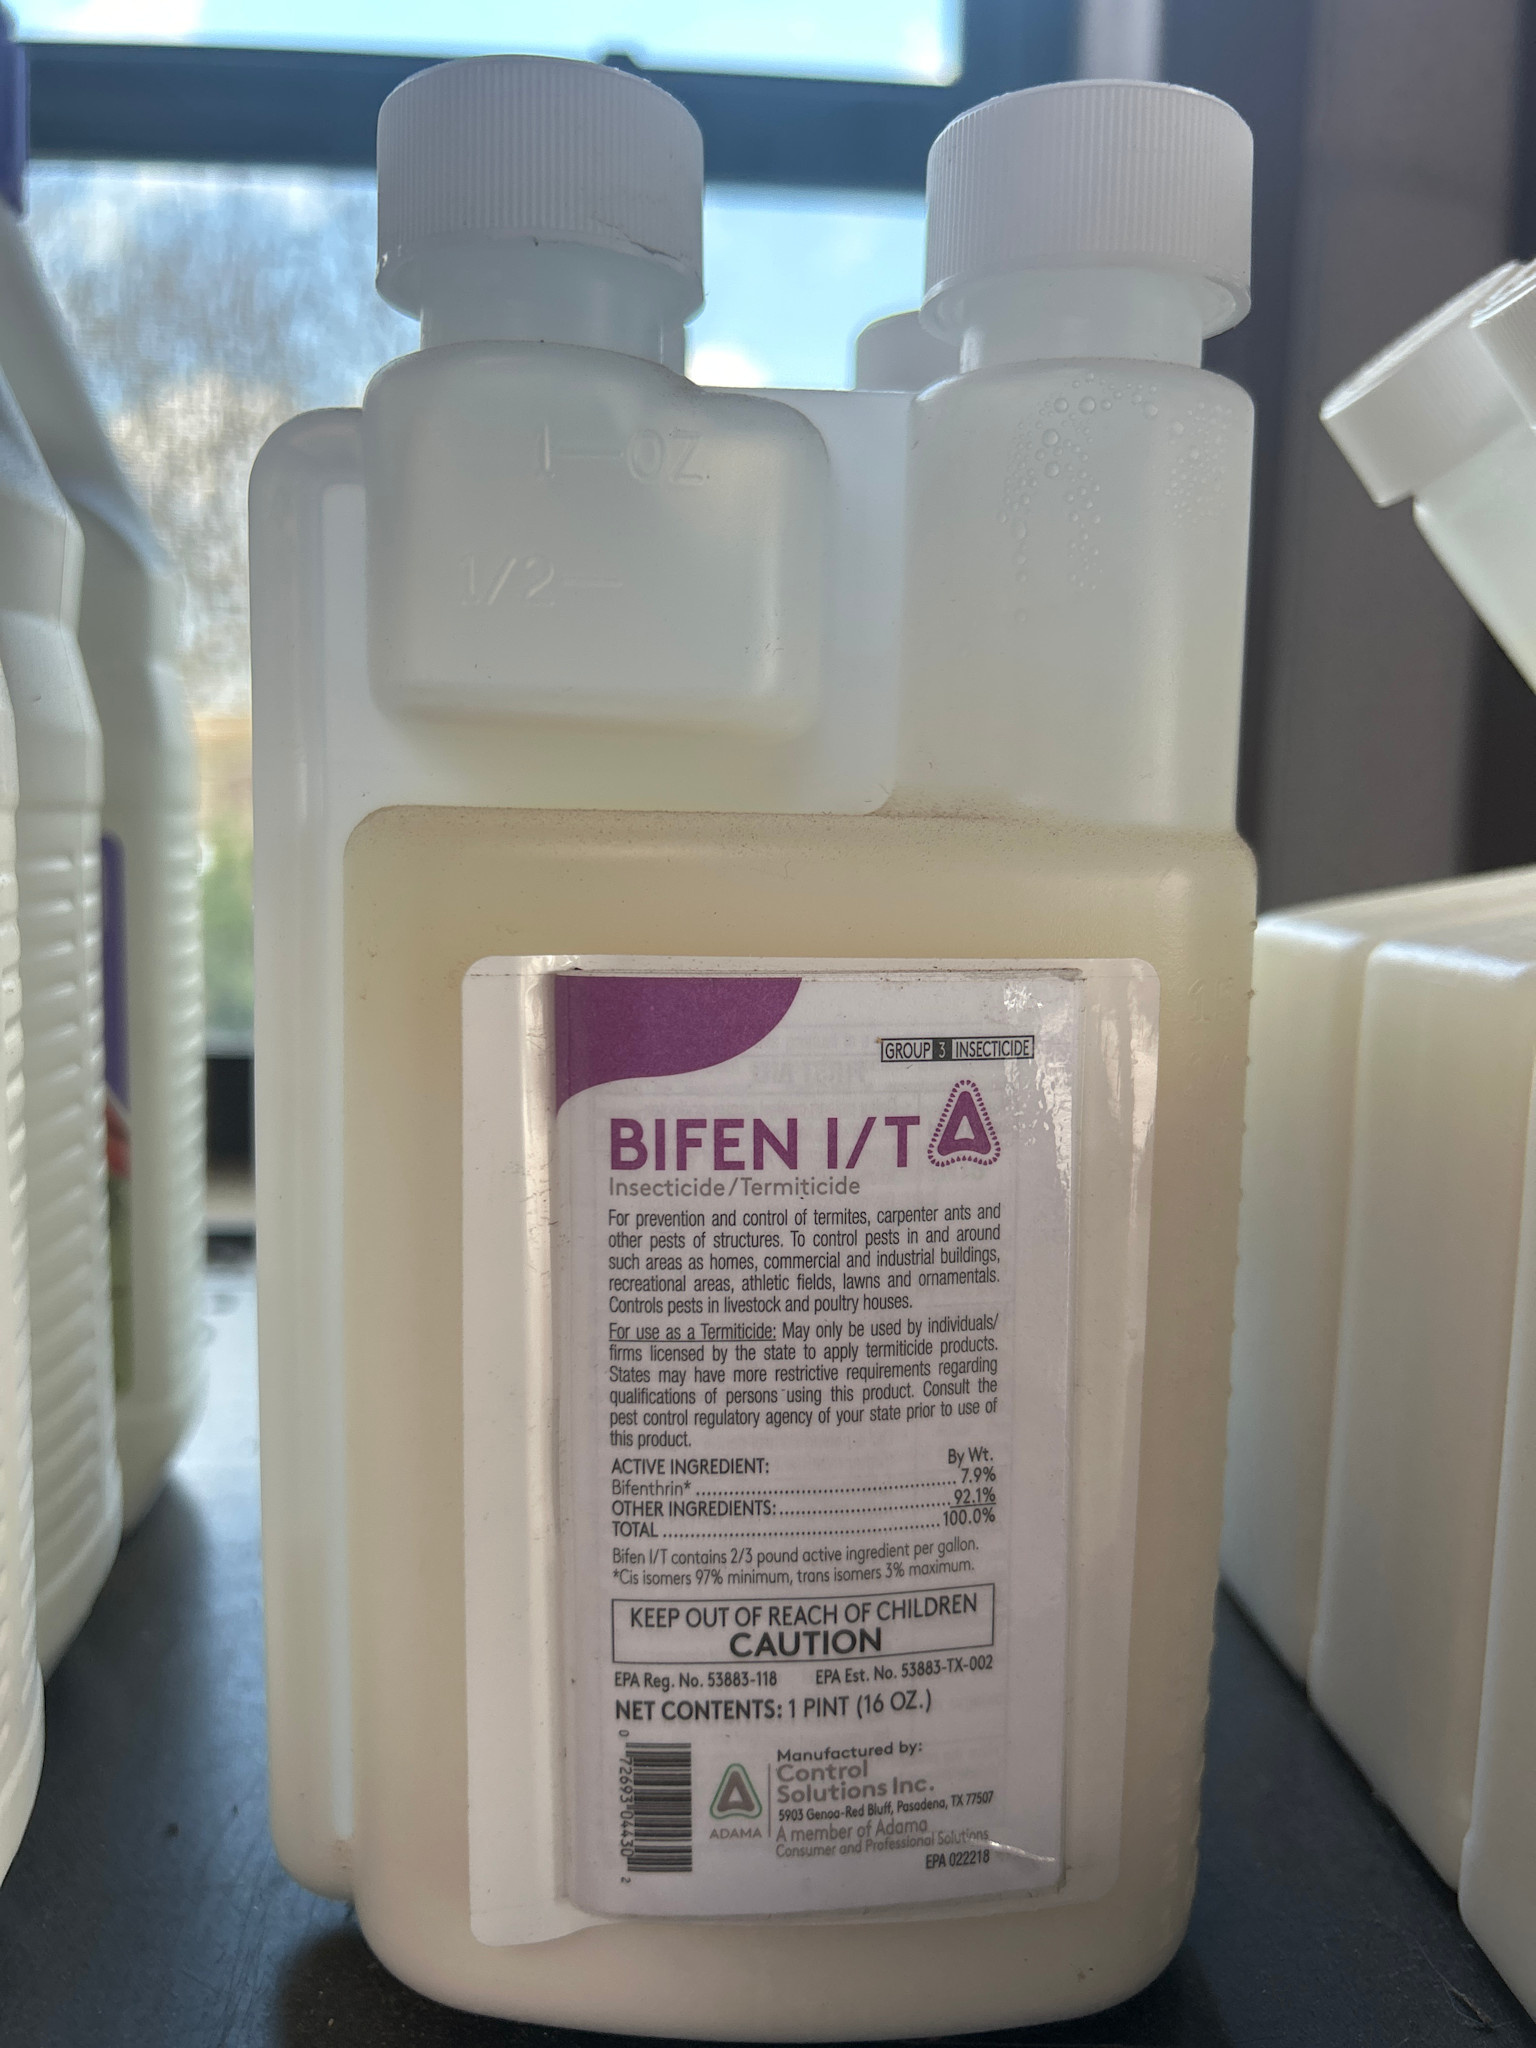 1 OZ
1/2
GROUP 3 INSECTICIDE
BIFEN I/T
Insecticide/Termiticide
For prevention and control of termites, carpenter ants and
other pests of structures. To control pests in and around
such areas as homes, commercial and industrial buildings,
recreational areas, athletic fields, lawns and ornamentals.
Controls pests in livestock and poultry houses.
For use as a Termiticide: May only be used by individuals/
firms licensed by the state to apply termiticide products.
States may have more restrictive requirements regarding
qualifications of persons using this product. Consult the
pest control regulatory agency of your state prior to use of
this product.
By Wt.
ACTIVE INGREDIENT:
Bifenthrin* ........................................ 7.9%
OTHER INGREDIENTS: ........................ 92.1%
TOTAL ........................................ 100.0%
Bifen I/T contains 2/3 pound active ingredient per gallon.
*Cis isomers 97% minimum, trans isomers 3% maximum.
KEEP OUT OF REACH OF CHILDREN
CAUTION
EPA Reg. No. 53883-118 EPA Est. No. 53883-TX-002
NET CONTENTS: 1 PINT (16 OZ.)
0 72693 04430 2
ADAMA
Manufactured by:
Control
Solutions Inc.
5903 Genoa-Red Bluff, Pasadena, TX 77507
A member of Adama
Consumer and Professional Solutions
EPA 022218